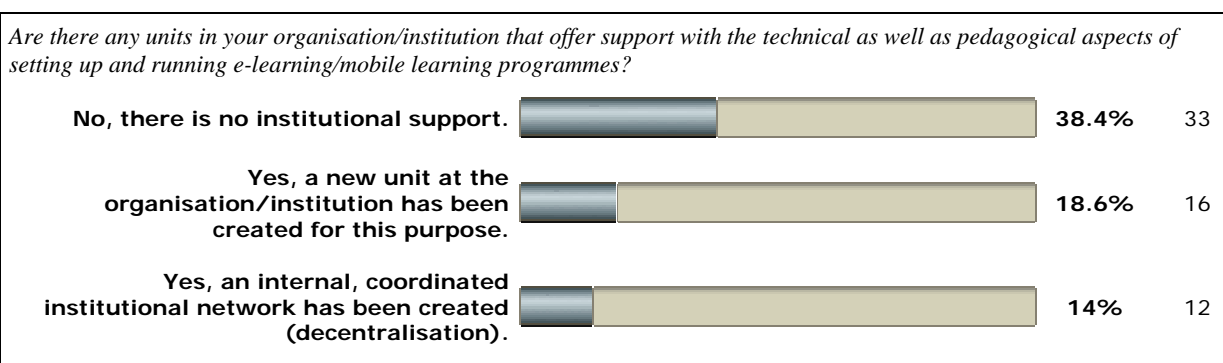 Are there any units in your organisation/institution that offer support with the technical as well as pedagogical aspects of
setting up and running e-learning/mobile learning programmes?
No, there is no institutional support. 38.4% 33
Yes, a new unit at the
organisation/institution has been
created for this purpose. 18.6% 16
Yes, an internal, coordinated
institutional network has been created
(decentralisation). 14% 12